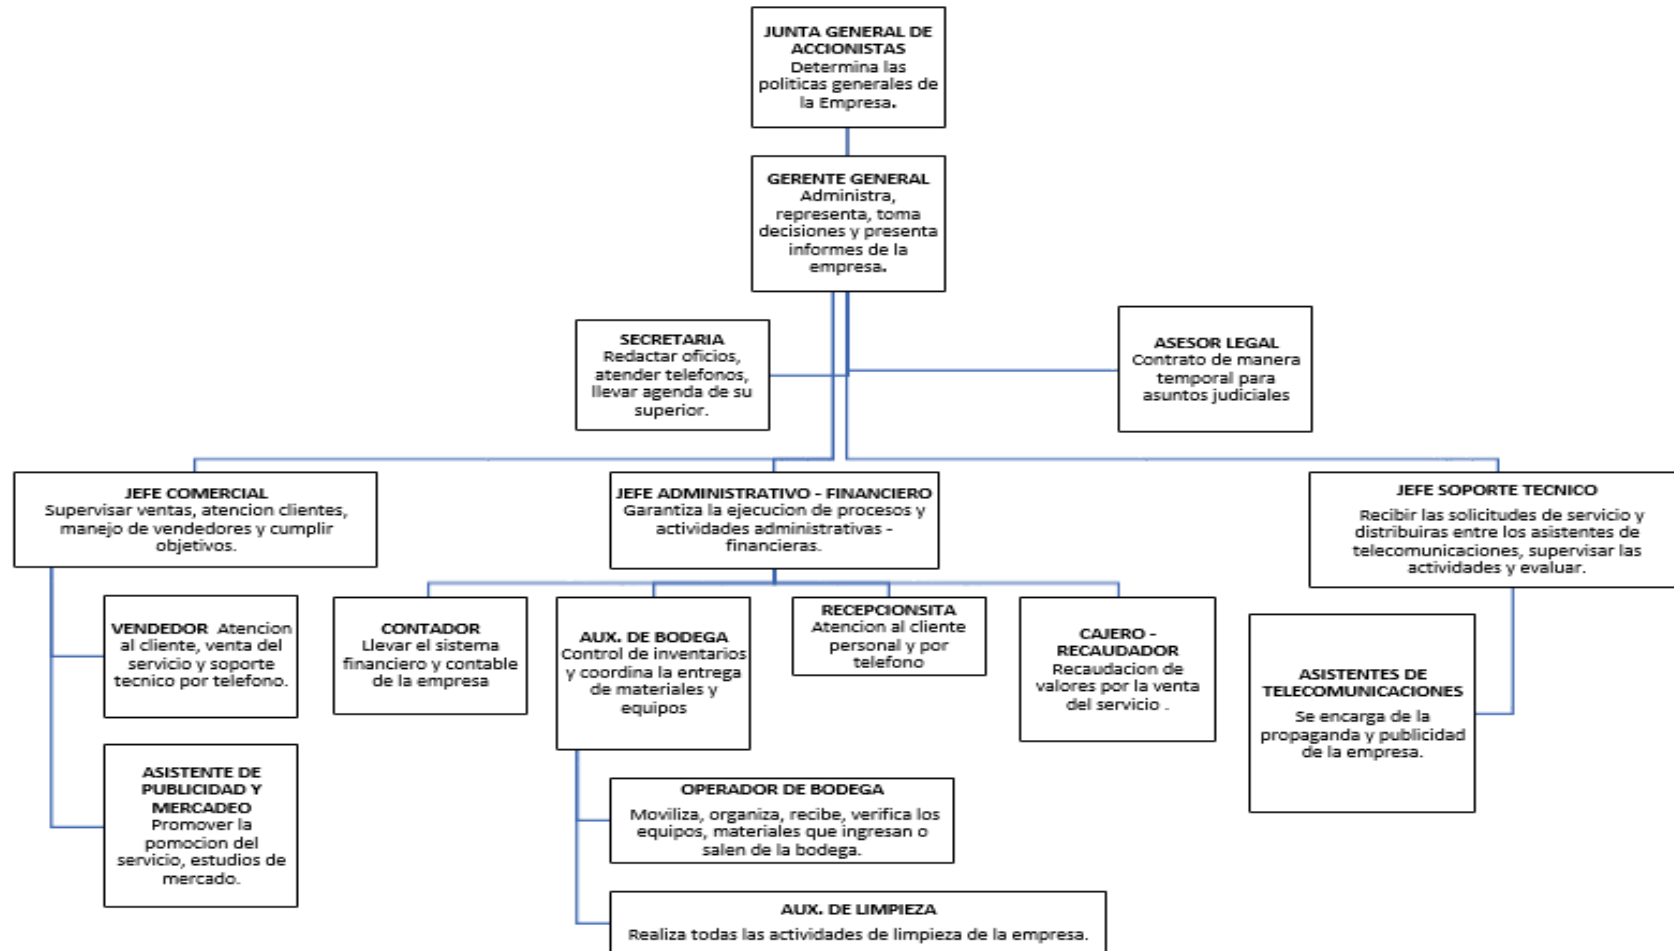 JUNTA GENERAL DE
ACCIONISTAS
Determina las
politicas generales de
la Empresa.
GERENTE GENERAL
Administra,
representa, toma
decisiones y presenta
informes de la
empresa.
SECRETARIA
Redactar oficios,
atender telefonos,
llevar agenda de su
superior.
ASESOR LEGAL
Contrato de manera
temporal para
asuntos judiciales
JEFE COMERCIAL
Supervisar ventas, atencion clientes,
manejo de vendedores y cumplir
objetivos.
JEFE ADMINISTRATIVO - FINANCIERO
Garantiza la ejecucion de procesos y
actividades administrativas -
financieras.
JEFE SOPORTE TECNICO
Recibir las solicitudes de servicio y
distribuiras entre los asistentes de
telecomunicaciones, supervisar las
actividades y evaluar.
VENDEDOR Atencion
al cliente, venta del
servicio y soporte
tecnico por telefono.
CONTADOR
Llevar el sistema
financiero y contable
de la empresa
AUX. DE BODEGA
Control de inventarios
y coordina la entrega
de materiales y
equipos
RECEPCIONSITA
Atencion al cliente
personal y por
telefono
CAJERO -
RECAUDADOR
Recaudacion de
valores por la venta
del servicio .
ASISTENTES DE
TELECOMUNICACIONES
Se encarga de la
propaganda y publicidad
de la empresa.
ASISTENTE DE
PUBLICIDAD Y
MERCADEO
Promover la
pomocion del
servicio, estudios de
mercado.
OPERADOR DE BODEGA
Moviliza, organiza, recibe, verifica los
equipos, materiales que ingresan o
salen de la bodega.
AUX. DE LIMPIEZA
Realiza todas las actividades de limpieza de la empresa.